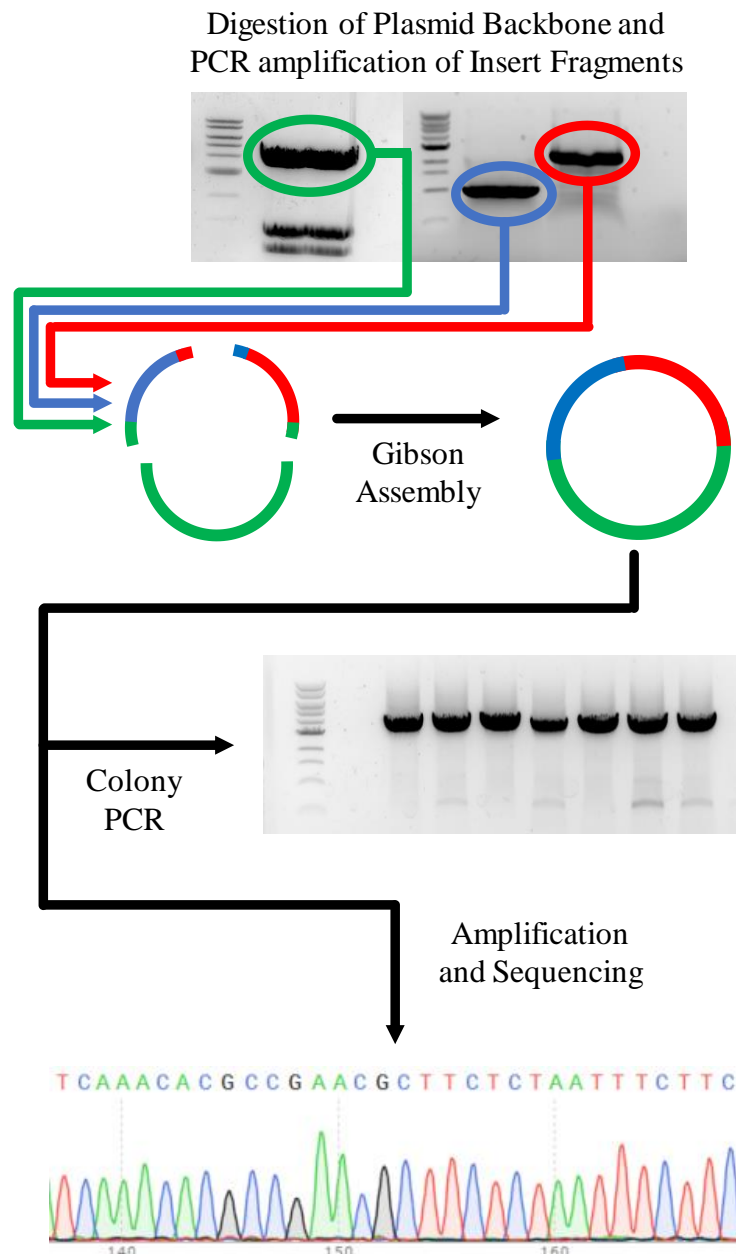 Digestion of Plasmid Backbone and
PCR amplification of Insert Fragments
Gibson
Assembly
Colony
PCR
Amplification
and Sequencing
T C A A A C A C G C C G A A C G C T T C T C T A A T T T C T T C
140 150 160